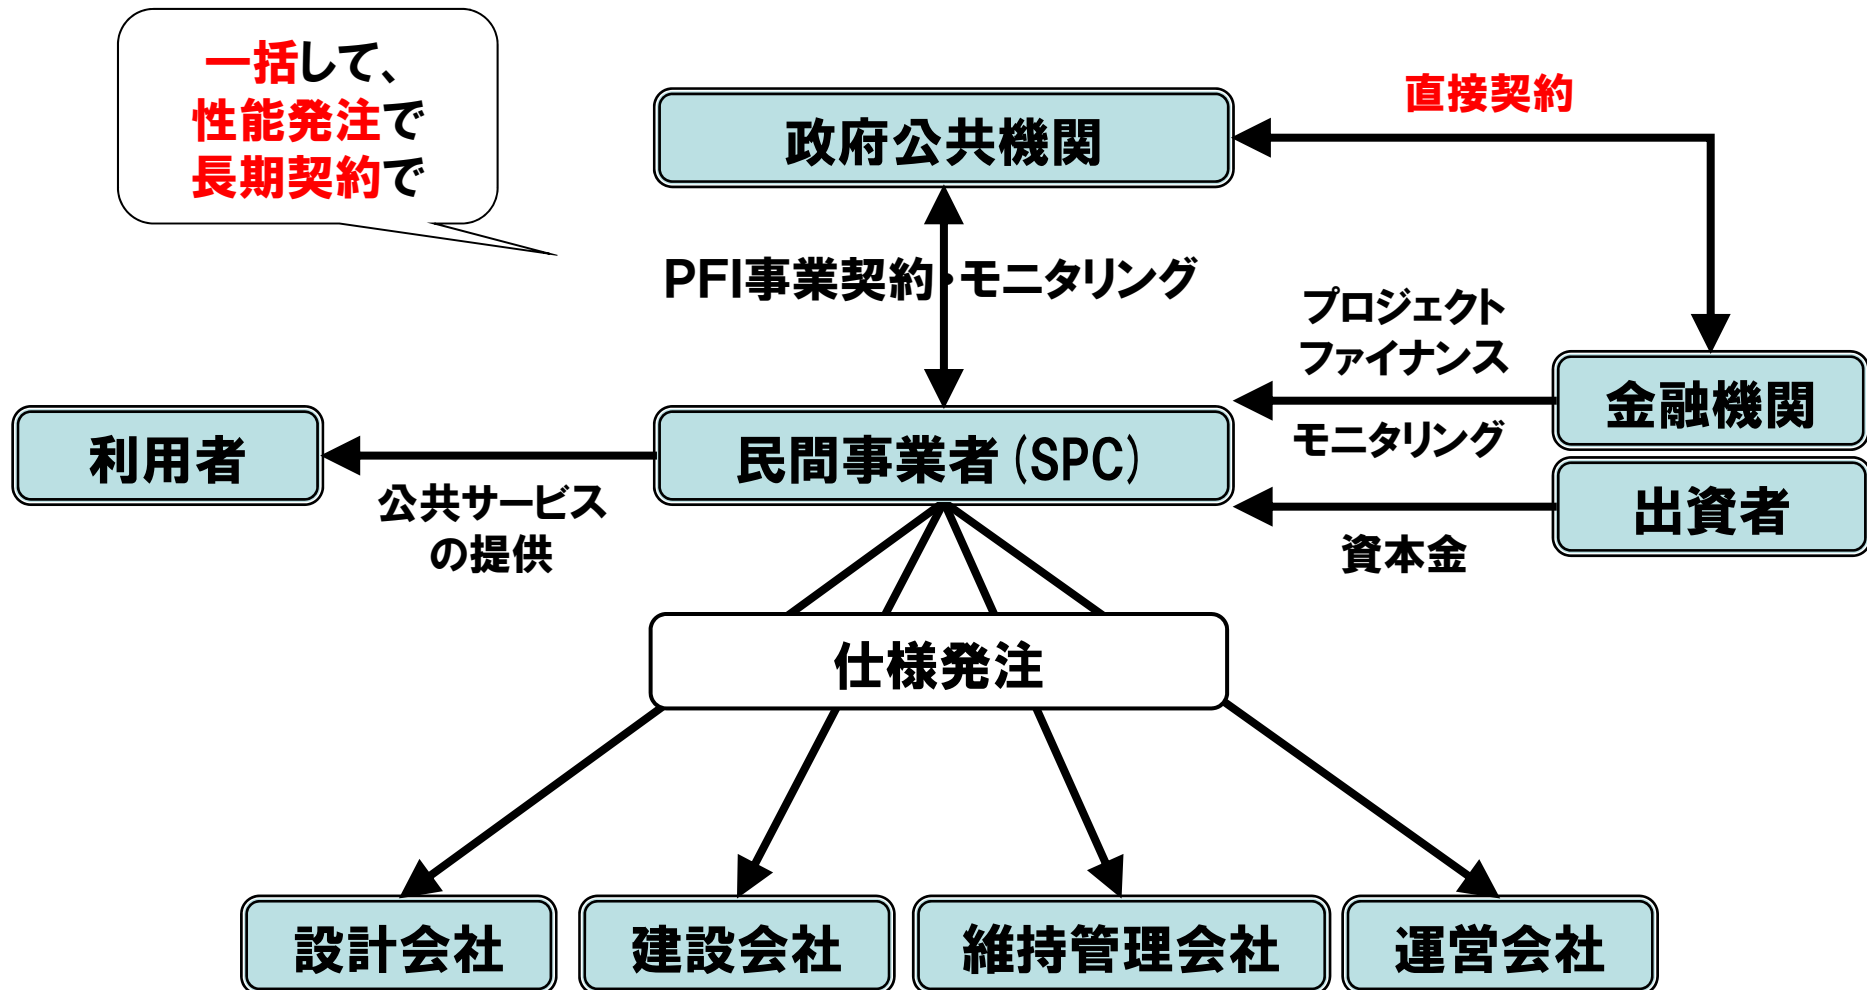 一括して、
性能発注で
長期契約で
政府公共機関
直接契約
PFI事業契約・モニタリング
プロジェクト
ファイナンス
モニタリング
金融機関
利用者
民間事業者(SPC)
出資者
公共サービス
の提供
資本金
仕様発注
設計会社
建設会社
維持管理会社
運営会社